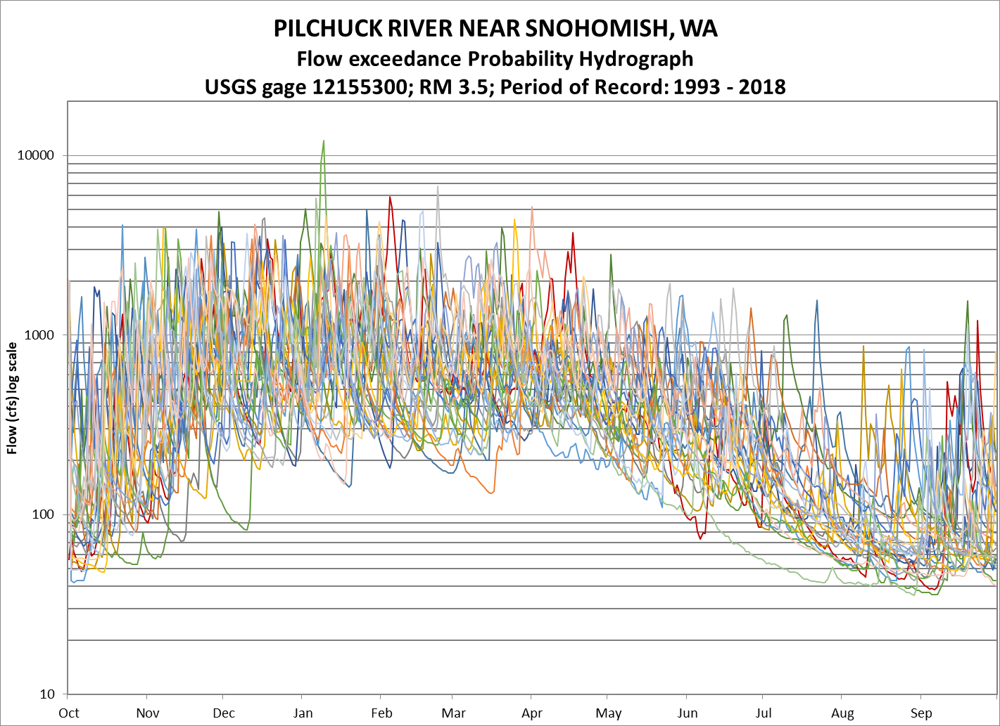 PILCHUCK RIVER NEAR SNOHOMISH, WA
Flow exceedance Probability Hydrograph
USGS gage 12155300; RM 3.5; Period of Record: 1993 - 2018
10000
1000
100
10
Flow (cfs) log scale
Oct Nov Dec Jan Feb Mar Apr May Jun Jul Aug Sep